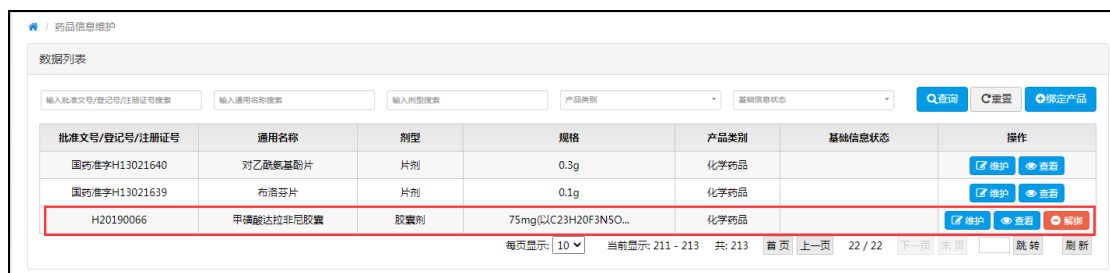 / 药品信息维护
数据列表
输入批准文号/登记号/注册证号搜索 输入通用名称搜索 输入剂型搜索 产品类别 基础信息状态 查询 重置 绑定产品
批准文号/登记号/注册证号 通用名称 剂型 规格 产品类别 基础信息状态 操作
国药准字H13021640 对乙酰氨基酚片 片剂 0.3g 化学药品 维护 查看
国药准字H13021639 布洛芬片 片剂 0.1g 化学药品 维护 查看
H20190066 甲磺酸达拉非尼胶囊 胶囊剂 75mg(以C23H20F3N5O... 化学药品 维护 查看 解绑
每页显示: 10 当前显示: 211 - 213 共: 213 首页 上一页 22 / 22 下一页 末页 跳转 刷新